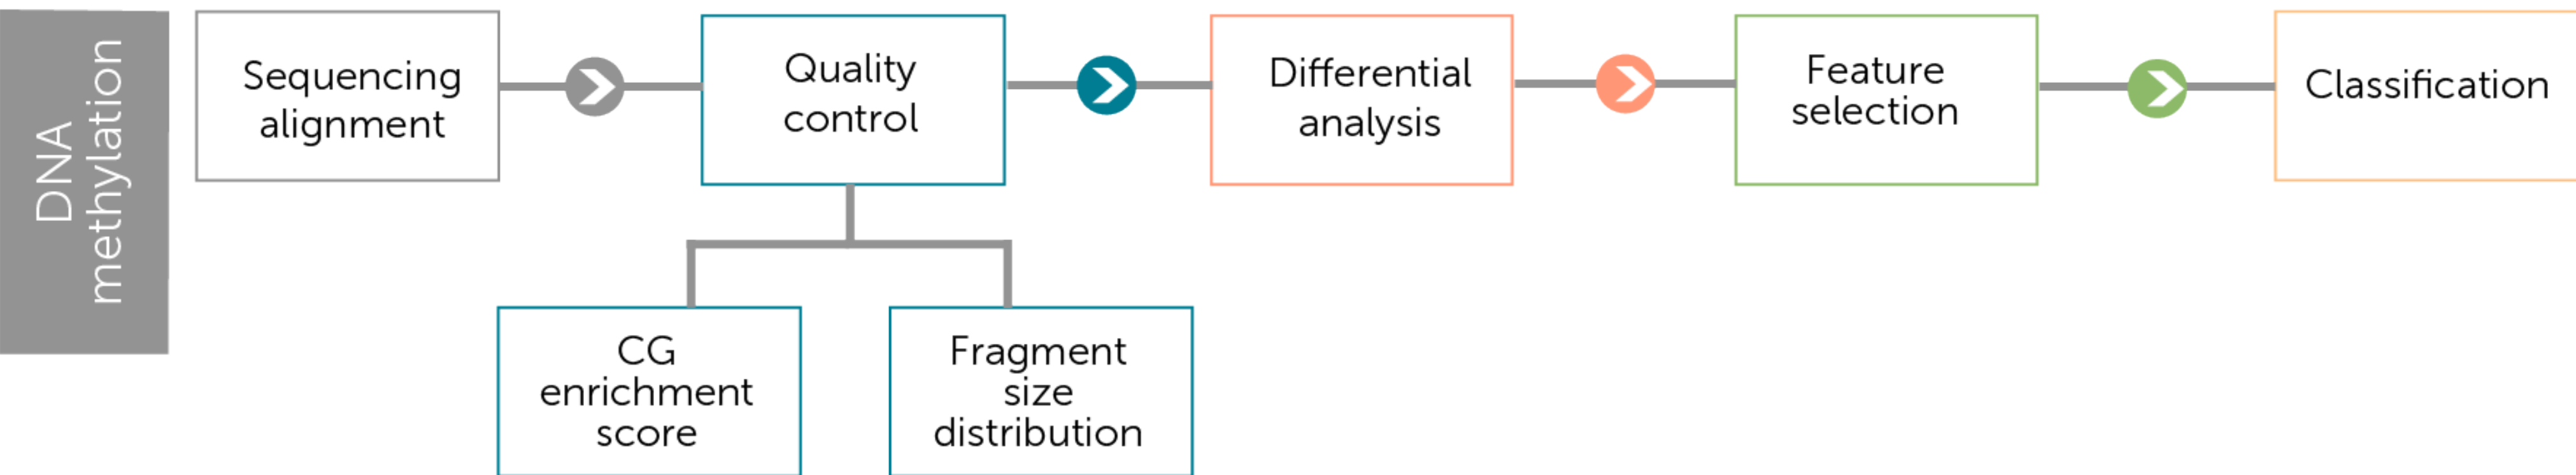 DNA
methylation
Sequencing
alignment
Quality
control
Differential
analysis
Feature
selection
Classification
CG
enrichment
score
Fragment
size
distribution